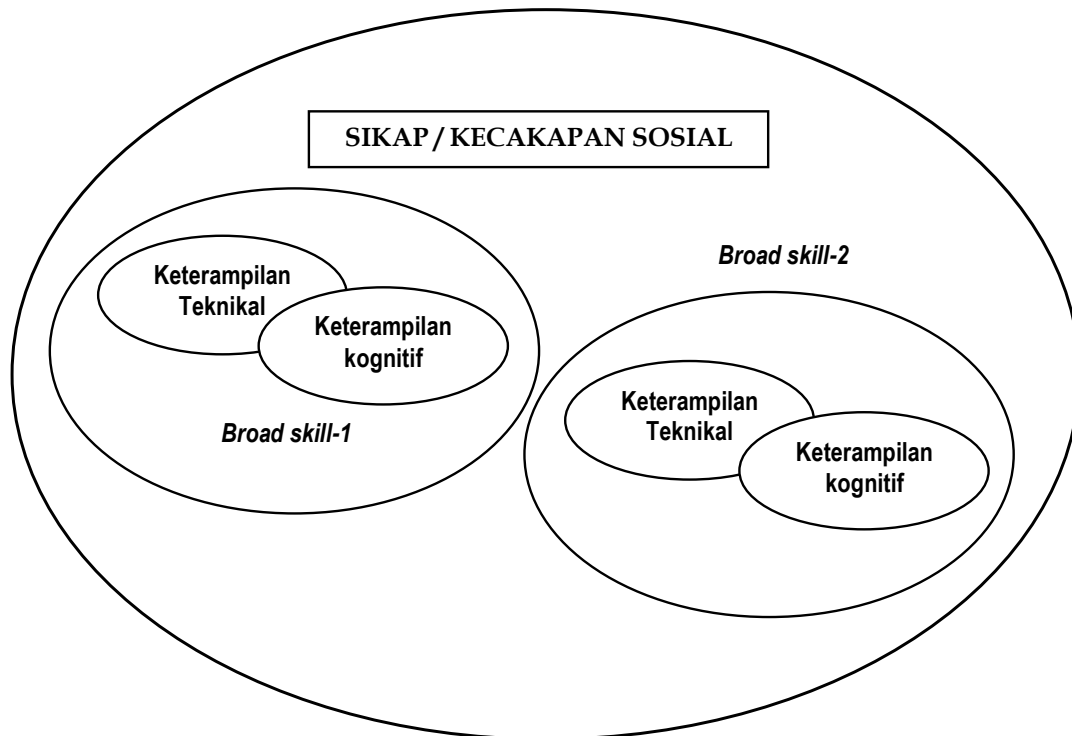 SIKAP / KECAKAPAN SOSIAL
Keterampilan
Teknikal
Keterampilan
kognitif
Broad skill-1
Broad skill-2
Keterampilan
Teknikal
Keterampilan
kognitif